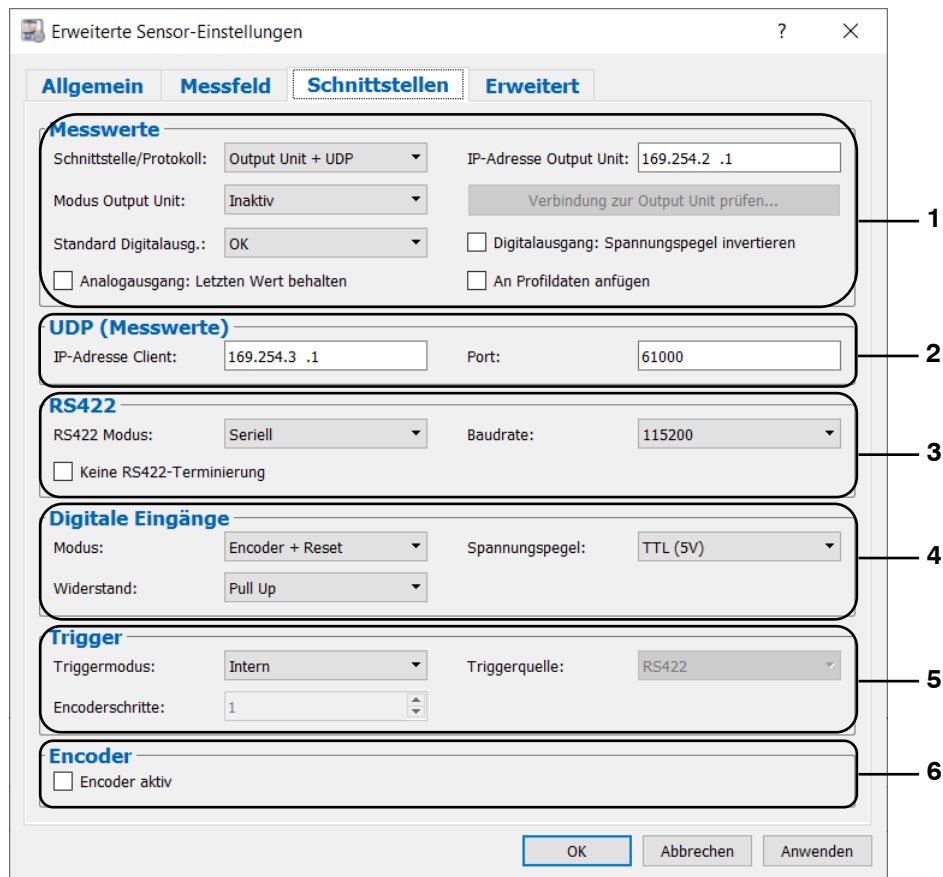 Erweiterte Sensor-Einstellungen ? ×
Allgemein Messfeld Schnittstellen Erweitert
Messwerte
Schnittstelle/Protokoll: Output Unit + UDP IP-Adresse Output Unit: 169.254.2 .1
Modus Output Unit: Inaktiv Verbindung zur Output Unit prüfen...
1
Standard Digitalausg.: OK Digitalausgang: Spannungspegel invertieren
Analogausgang: Letzten Wert behalten An Profildaten anfügen
UDP (Messwerte)
IP-Adresse Client: 169.254.3 .1 Port: 61000 2
RS422
RS422 Modus: Seriell Baudrate: 115200
3
Keine RS422-Terminierung
Digitale Eingänge
Modus: Encoder + Reset Spannungspegel: TTL (5V) 4
Widerstand: Pull Up
Trigger
Triggermodus: Intern Triggerquelle: RS422
5
Encoderschritte: 1
Encoder
6
Encoder aktiv
OK Abbrechen Anwenden